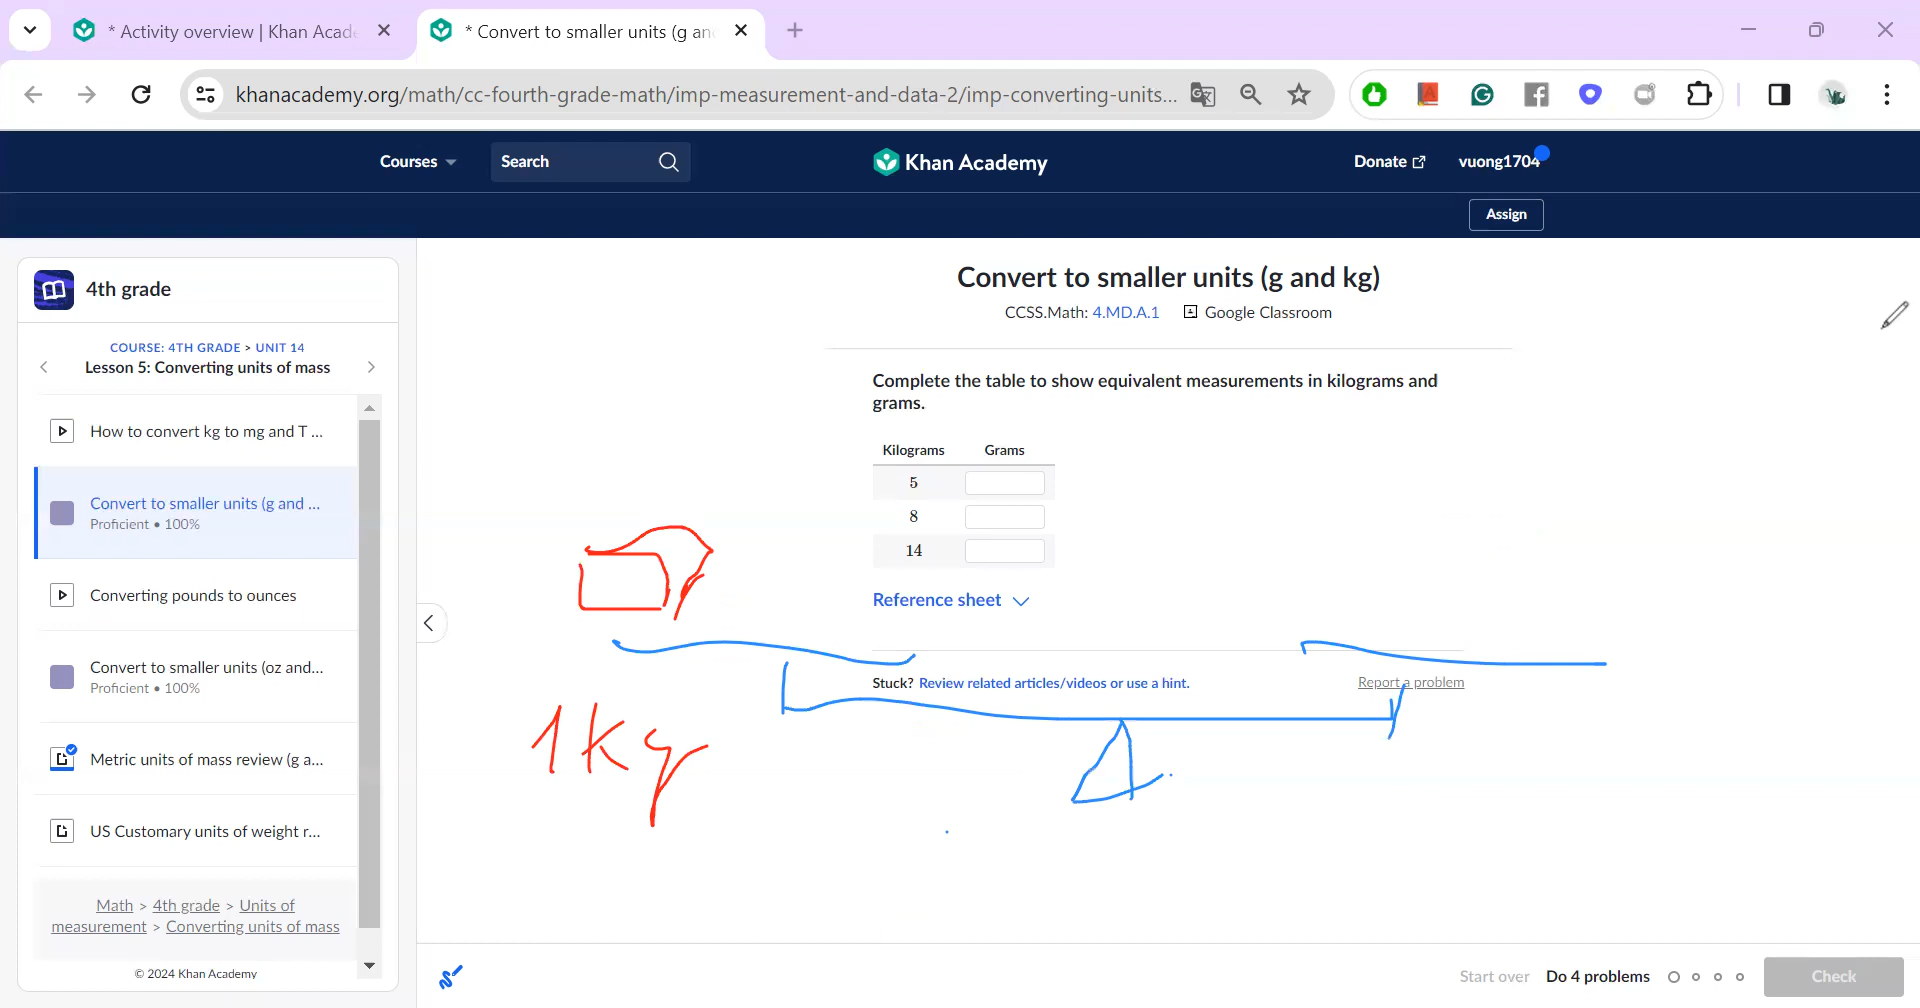 * Activity overview | Khan Acade
* Convert to smaller units (g an
khanacademy.org/math/cc-fourth-grade-math/imp-measurement-and-data-2/imp-converting-units...
Courses
Search
Khan Academy
Donate
vuong1704
Assign
4th grade
COURSE: 4TH GRADE > UNIT 14
Lesson 5: Converting units of mass
How to convert kg to mg and T ...
Convert to smaller units (g and ...
Proficient • 100%
Converting pounds to ounces
Convert to smaller units (oz and...
Proficient • 100%
Metric units of mass review (g a...
US Customary units of weight r...
Math > 4th grade > Units of
measurement > Converting units of mass
© 2024 Khan Academy
Convert to smaller units (g and kg)
CCSS.Math: 4.MD.A.1 Google Classroom
Complete the table to show equivalent measurements in kilograms and
grams.
Kilograms Grams
5
8
14
Reference sheet
Stuck? Review related articles/videos or use a hint.
Report a problem
1kg
Start over Do 4 problems
Check